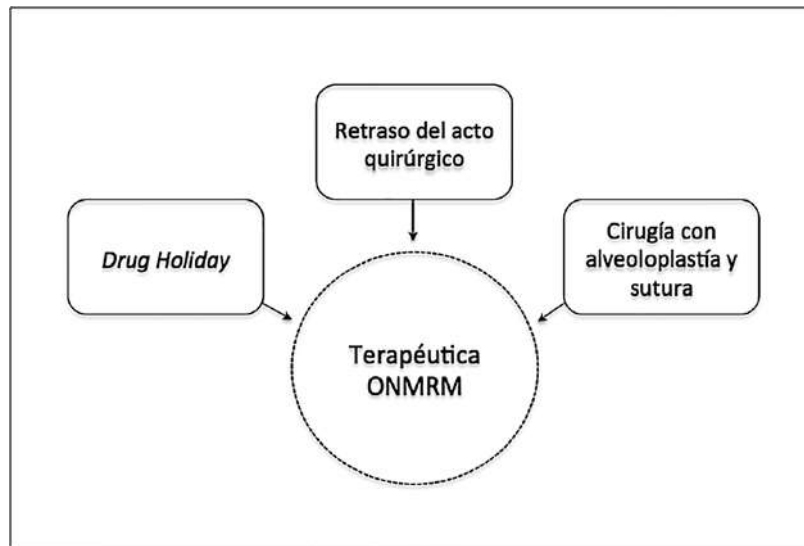 Retraso del acto
quirúrgico
Drug Holiday
Cirugía con
alveoloplastía y
sutura
Terapéutica
ONMRM